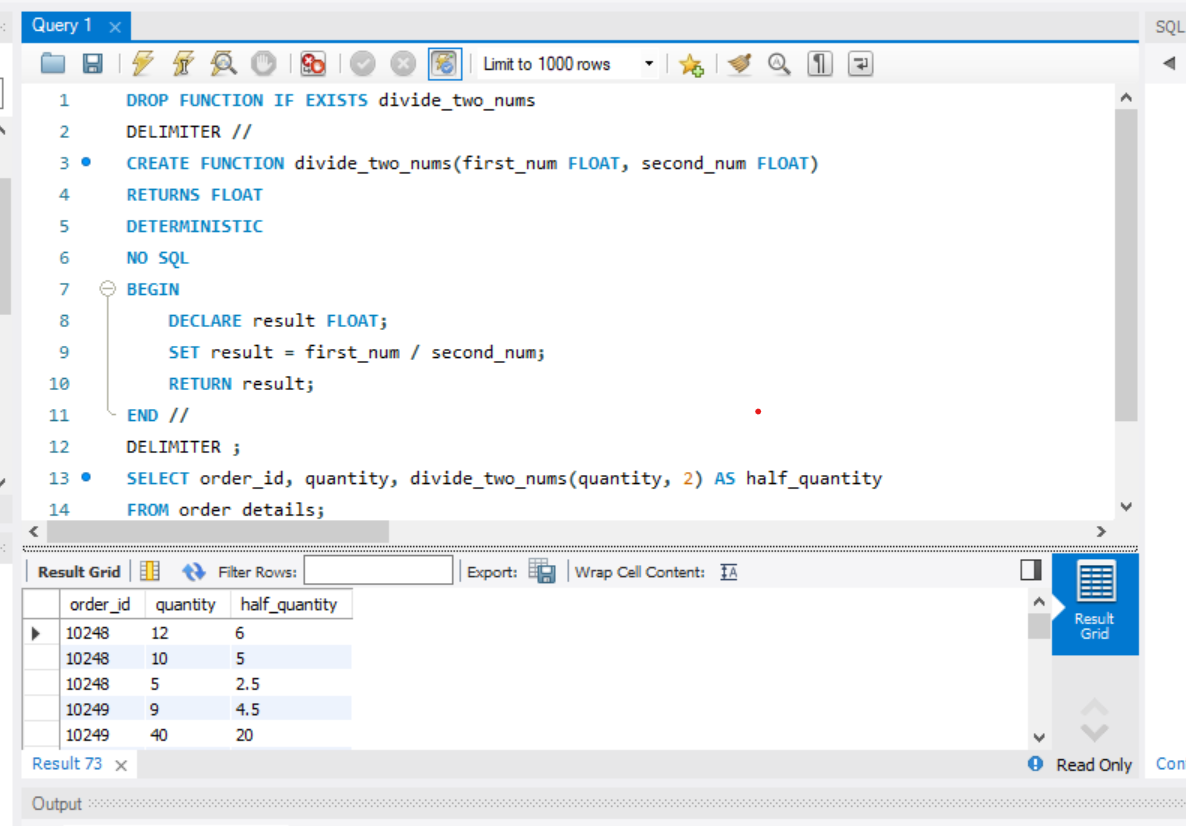 Query 1
SQL
Limit to 1000 rows
1 DROP FUNCTION IF EXISTS divide_two_nums
2 DELIMITER //
3 CREATE FUNCTION divide_two_nums(first_num FLOAT, second_num FLOAT)
4 RETURNS FLOAT
5 DETERMINISTIC
6 NO SQL
7 BEGIN
8 DECLARE result FLOAT;
9 SET result = first_num / second_num;
10 RETURN result;
11 END //
12 DELIMITER ;
13 SELECT order_id, quantity, divide_two_nums(quantity, 2) AS half_quantity
14 FROM order details;
Result Grid Filter Rows: Export: Wrap Cell Content: IA
order_id quantity half_quantity
10248 12 6
10248 10 5
10248 5 2.5
10249 9 4.5
10249 40 20
Result
Grid
Result 73 Read Only
Output